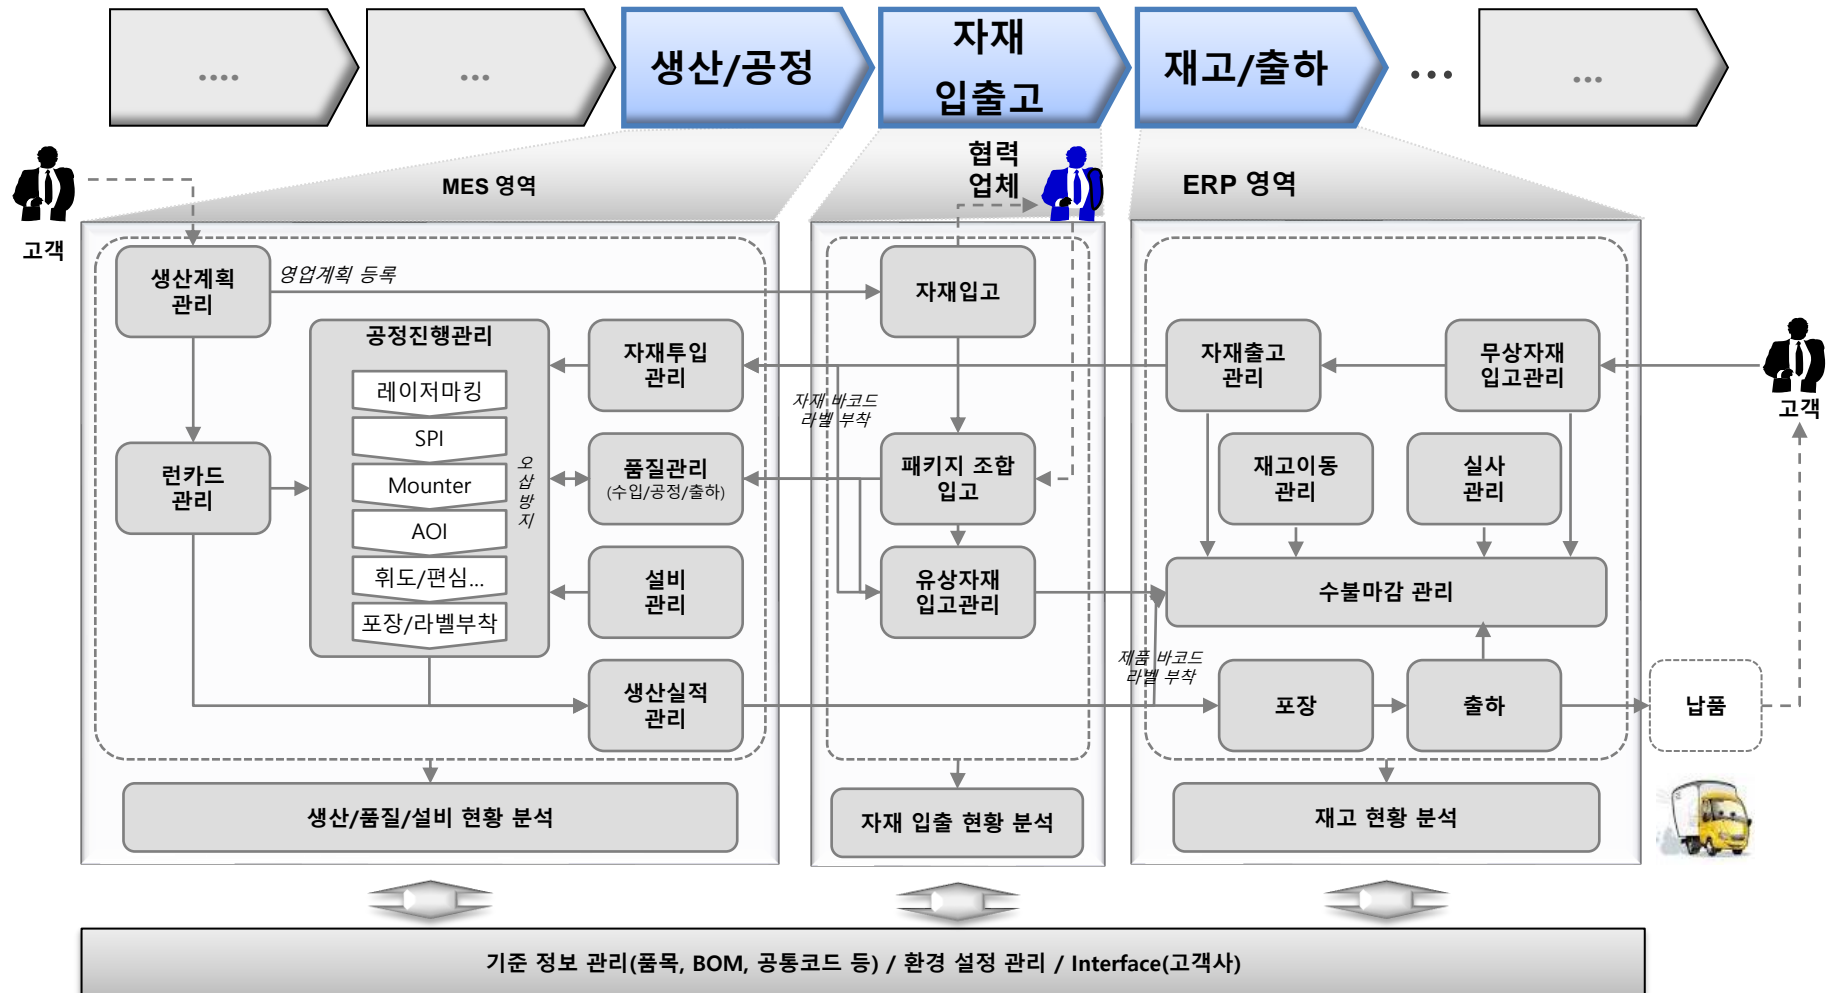 ....
...
생산/공정
자재
입출고
재고/출하
...
...
협력
업체
MES 영역
ERP 영역
고객
생산계획
관리
영업계획 등록
자재입고
공정진행관리
자재투입
관리
자재출고
관리
무상자재
입고관리
고객
레이저마킹
SPI
Mounter
AOI
휘도/편심...
포장/라벨부착
오
삽
방
지
자재 바코드
라벨 부착
런카드
관리
품질관리
(수입/공정/출하)
패키지 조합
입고
재고이동
관리
실사
관리
설비
관리
유상자재
입고관리
수불마감 관리
제품 바코드
라벨 부착
생산실적
관리
포장
출하
납품
생산/품질/설비 현황 분석
자재 입출 현황 분석
재고 현황 분석
기준 정보 관리(품목, BOM, 공통코드 등) / 환경 설정 관리 / Interface(고객사)